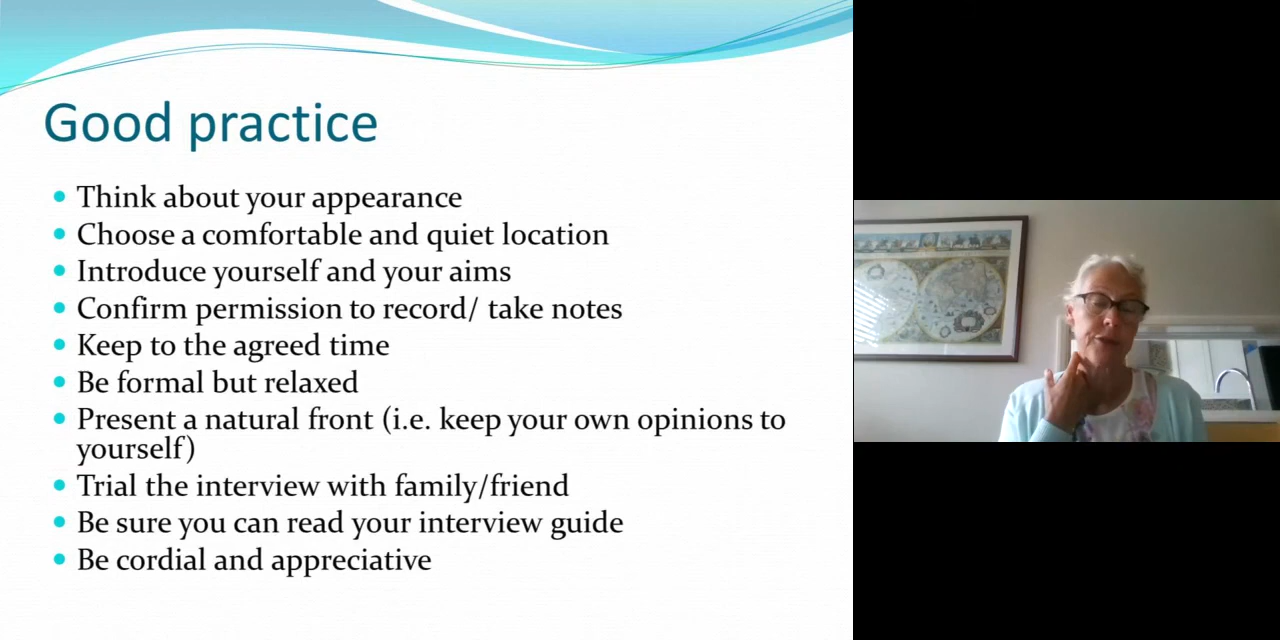 Good practice
Think about your appearance
Choose a comfortable and quiet location
Introduce yourself and your aims
Confirm permission to record/ take notes
Keep to the agreed time
Be formal but relaxed
Present a natural front (i.e. keep your own opinions to
yourself)
Trial the interview with family/friend
Be sure you can read your interview guide
Be cordial and appreciative